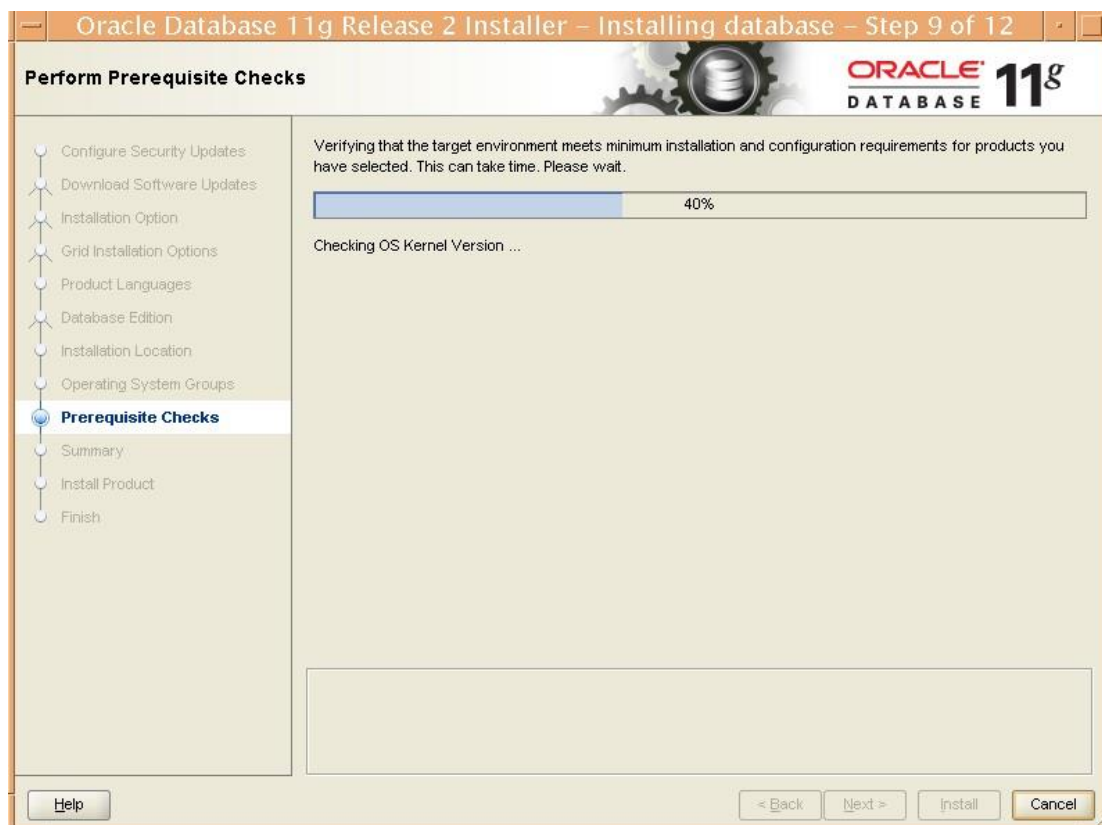 Oracle Database 11g Release 2 Installer – Installing database – Step 9 of 12
Perform Prerequisite Checks
ORACLE
DATABASE
11g
Configure Security Updates
Download Software Updates
Installation Option
Grid Installation Options
Product Languages
Database Edition
Installation Location
Operating System Groups
Prerequisite Checks
Summary
Install Product
Finish
Verifying that the target environment meets minimum installation and configuration requirements for products you
have selected. This can take time. Please wait.
40%
Checking OS Kernel Version ...
Help
< Back
Next >
Install
Cancel